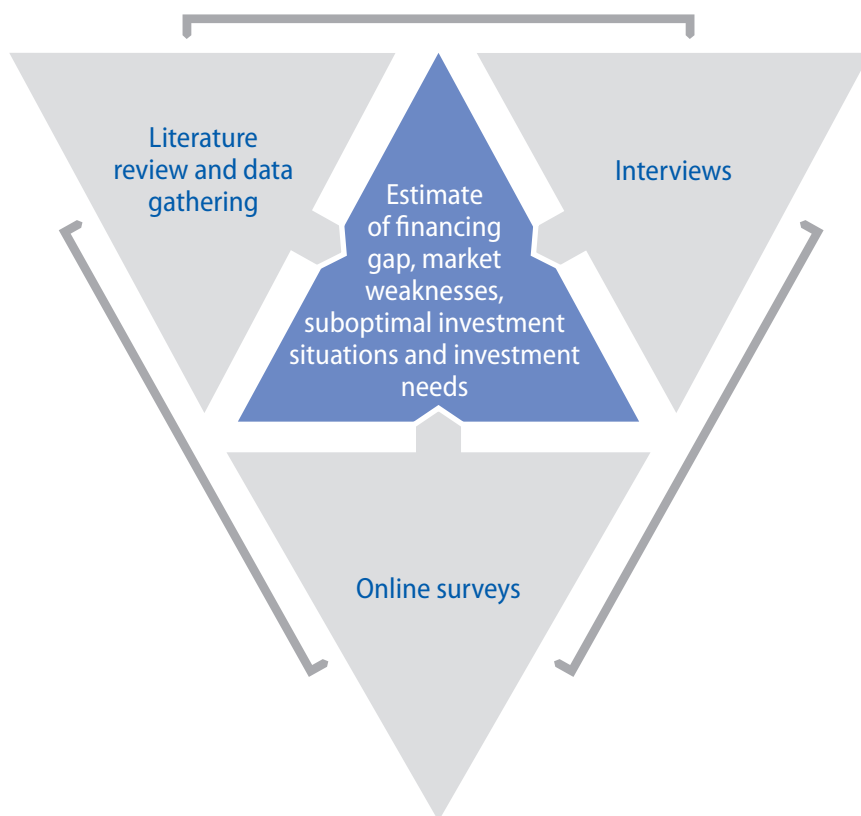 Literature
review and data
gathering
Interviews
Estimate
of financing
gap, market
weaknesses,
suboptimal investment
situations and investment
needs
Online surveys